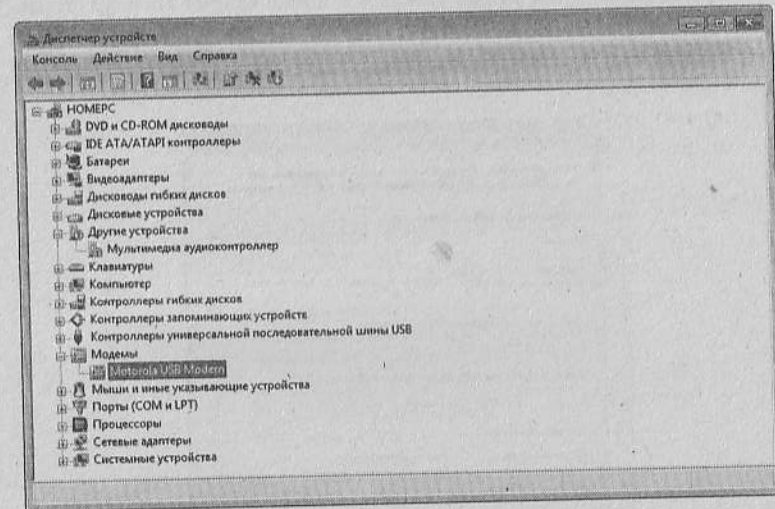 Диспетчер устройств
Консоль Действие Вид Справка
HOMEPC
DVD и CD-ROM дисководы
IDE ATA/ATAPI контроллеры
Батареи
Видеоадаптеры
Дисководы гибких дисков
Дисковые устройства
Другие устройства
Мультимедиа аудиоконтроллер
Клавиатуры
Компьютер
Контроллеры гибких дисков
Контроллеры запоминающих устройств
Контроллеры универсальной последовательной шины USB
Модемы
Motorola USB Modem
Мыши и иные указывающие устройства
Порты (COM и LPT)
Процессоры
Сетевые адаптеры
Системные устройства